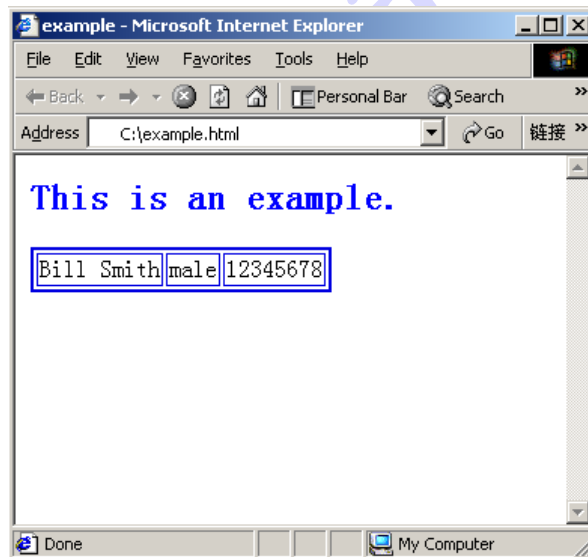 example - Microsoft Internet Explorer
File Edit View Favorites Tools Help
Back Personal Bar Search »
Address C:\example.html Go 链接 »
This is an example.
Bill Smith male 12345678
Done My Computer